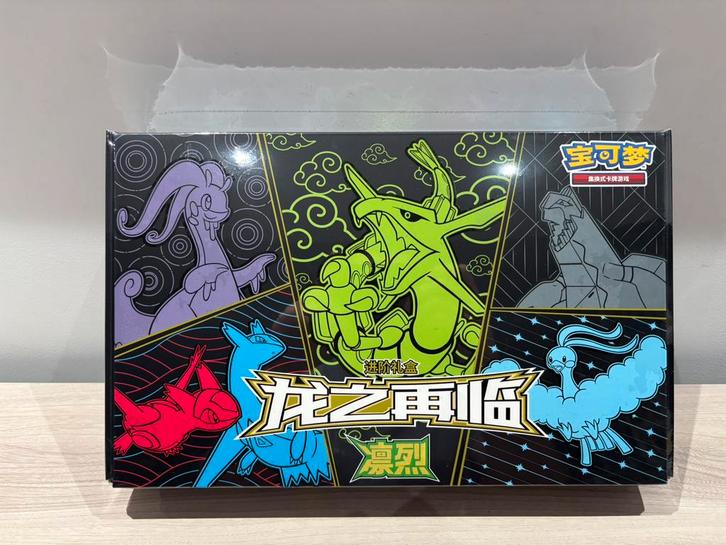 宝可梦
集换式卡牌游戏
进阶礼盒
龙之再临
凛烈